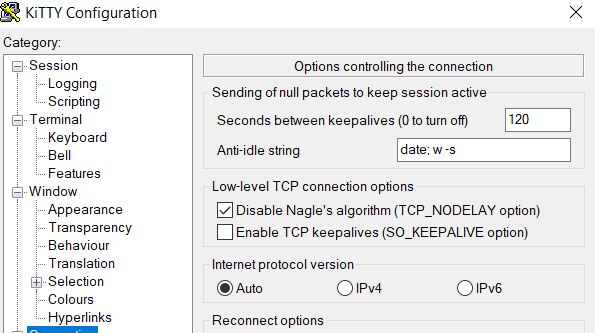 KiTTY Configuration
Category:
Session
Logging
Scripting
Terminal
Keyboard
Bell
Features
Window
Appearance
Transparency
Behaviour
Translation
Selection
Colours
Hyperlinks
Options controlling the connection
Sending of null packets to keep session active
Seconds between keepalives (0 to turn off) 120
Anti-idle string date; w -s
Low-level TCP connection options
Disable Nagle's algorithm (TCP_NODELAY option)
Enable TCP keepalives (SO_KEEPALIVE option)
Internet protocol version
Auto IPv4 IPv6
Reconnect options